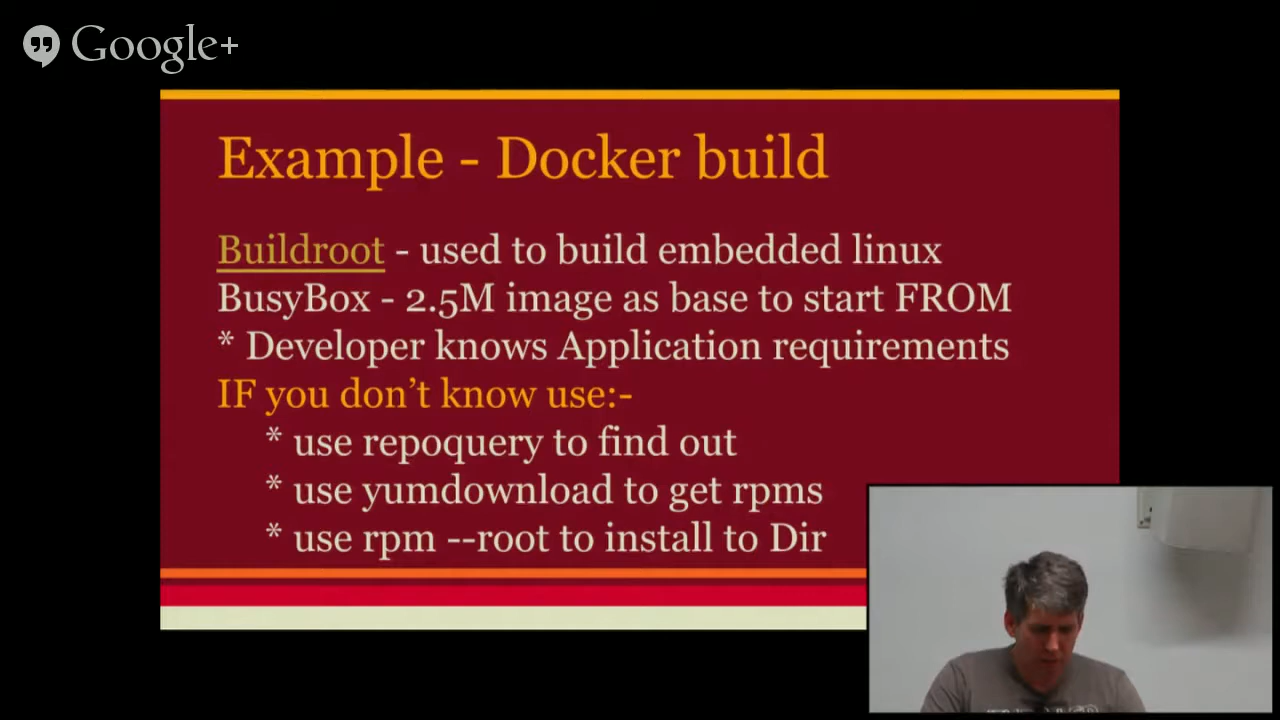 Google+
Example - Docker build
Buildroot - used to build embedded linux
BusyBox - 2.5M image as base to start FROM
* Developer knows Application requirements
IF you don’t know use:-
* use repoquery to find out
* use yumdownload to get rpms
* use rpm --root to install to Dir